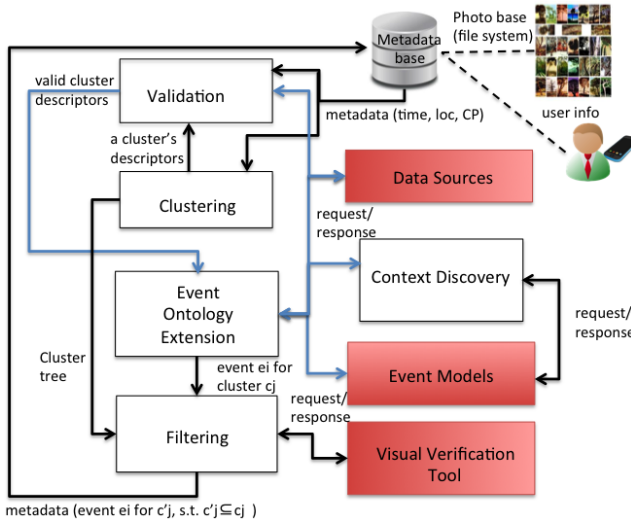 Photo base
(file system)
Metadata
base
user info
valid cluster
descriptors
Validation
metadata (time, loc, CP)
a cluster's
descriptors
Data Sources
Clustering
request/
response
Context Discovery
Event
Ontology
Extension
request/
response
Cluster
tree
event ei for
cluster cj
Event Models
request/
response
Filtering
Visual Verification
Tool
metadata (event ei for c'j, s.t. c'j⊆cj )